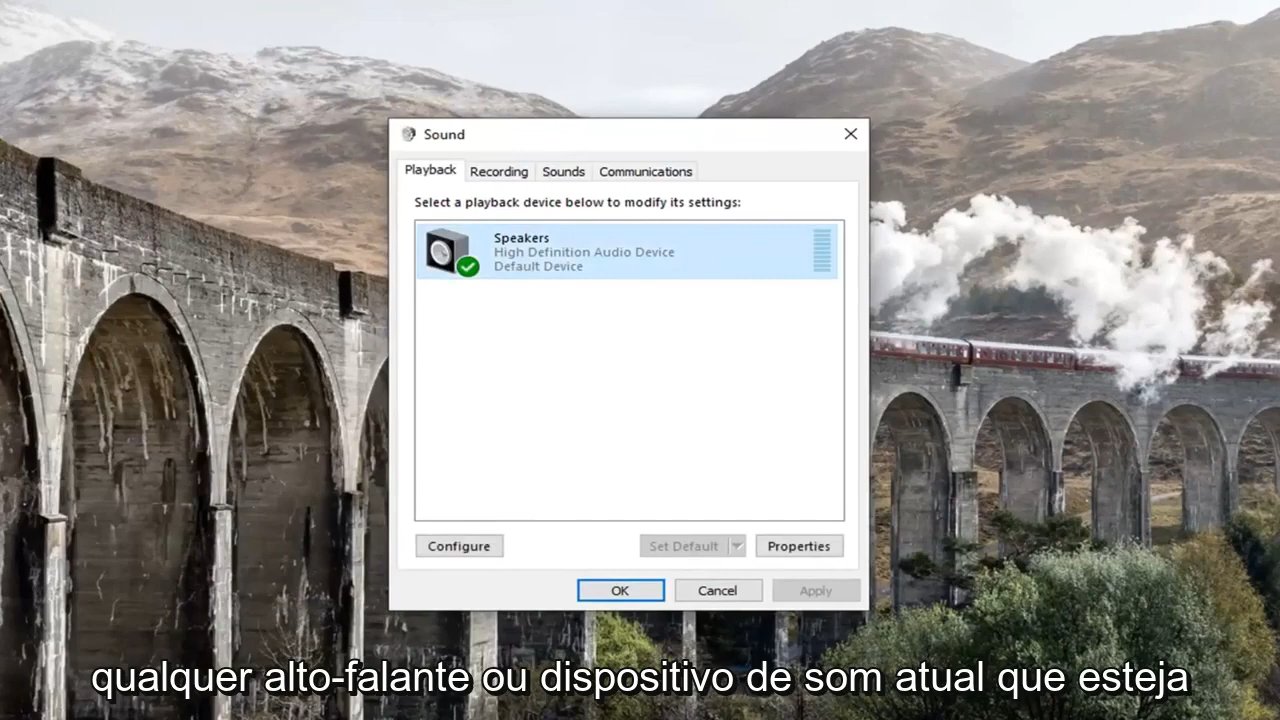 Sound
Playback
Recording
Sounds
Communications
Select a playback device below to modify its settings:
Speakers
High Definition Audio Device
Default Device
Configure
Set Default
Properties
OK
Cancel
Apply
qualquer alto-falante ou dispositivo de som atual que esteja